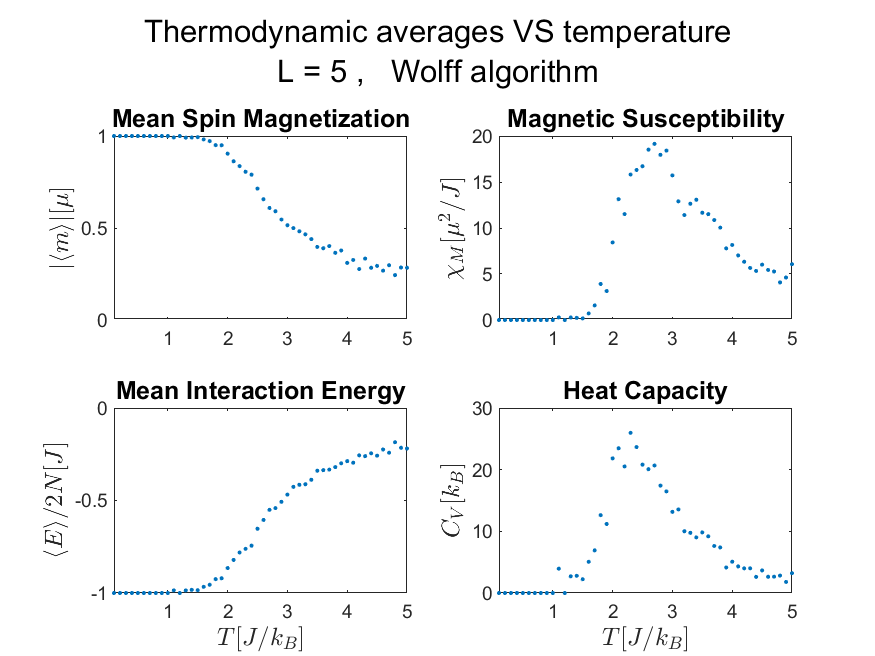 Thermodynamic averages VS temperature
L = 5 ,   Wolff algorithm
Mean Spin Magnetization
1
0.5
0
|⟨m⟩|[μ]
1 2 3 4 5
Magnetic Susceptibility
20
15
10
5
0
χ_M[μ²/J]
1 2 3 4 5
Mean Interaction Energy
0
-0.5
-1
⟨E⟩/2N[J]
1 2 3 4 5
T[J/k_B]
Heat Capacity
30
20
10
0
C_V[k_B]
1 2 3 4 5
T[J/k_B]